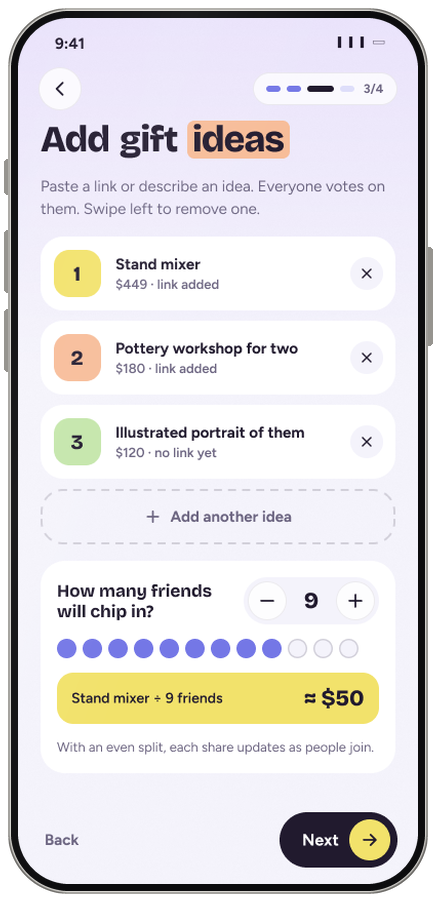 9:41
3/4
Add gift ideas
Paste a link or describe an idea. Everyone votes on
them. Swipe left to remove one.
1
Stand mixer
$449 · link added
2
Pottery workshop for two
$180 · link added
3
Illustrated portrait of them
$120 · no link yet
+ Add another idea
How many friends
will chip in?
− 9 +
Stand mixer ÷ 9 friends
≈ $50
With an even split, each share updates as people join.
Back
Next →